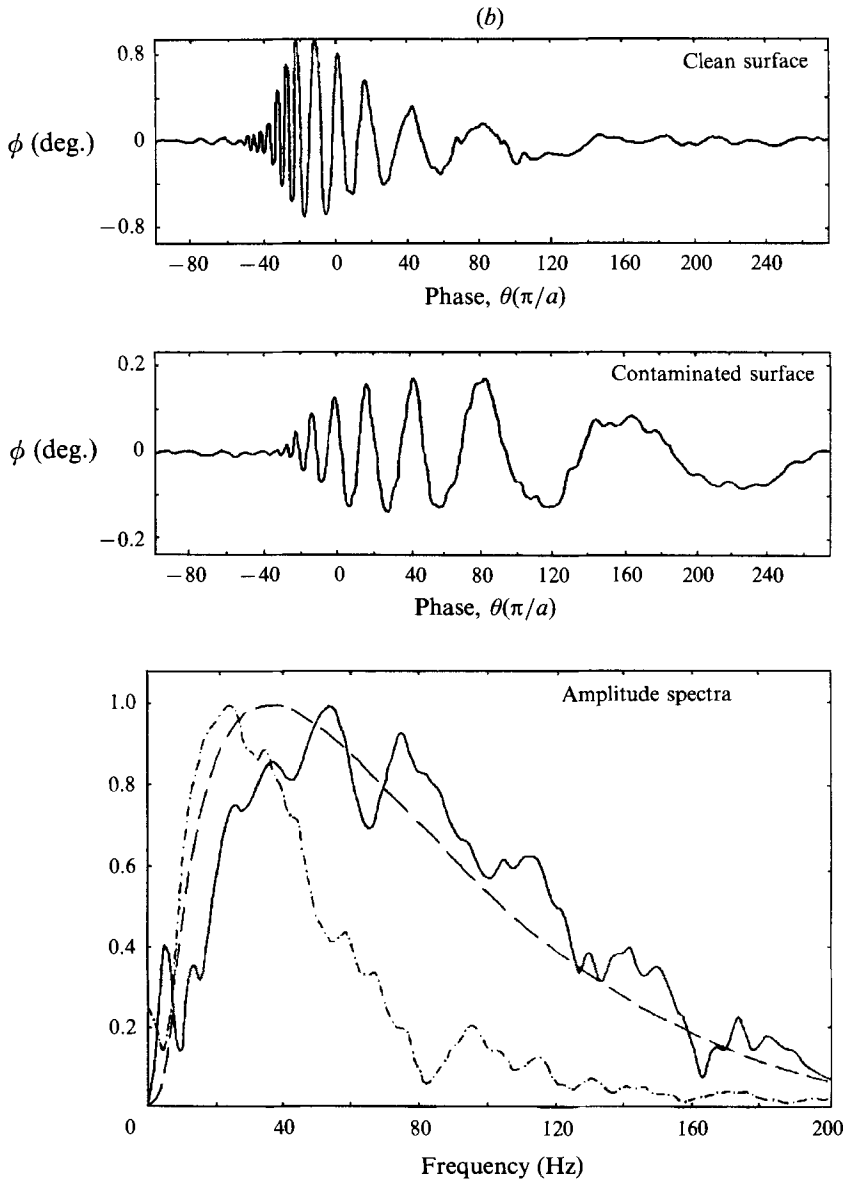 (b)
0.8
Clean surface
ϕ (deg.)
0
−0.8
−80 −40 0 40 80 120 160 200 240
Phase, θ(π/a)
0.2
Contaminated surface
ϕ (deg.)
0
−0.2
−80 −40 0 40 80 120 160 200 240
Phase, θ(π/a)
Amplitude spectra
1.0
0.8
0.6
0.4
0.2
0 40 80 120 160 200
Frequency (Hz)